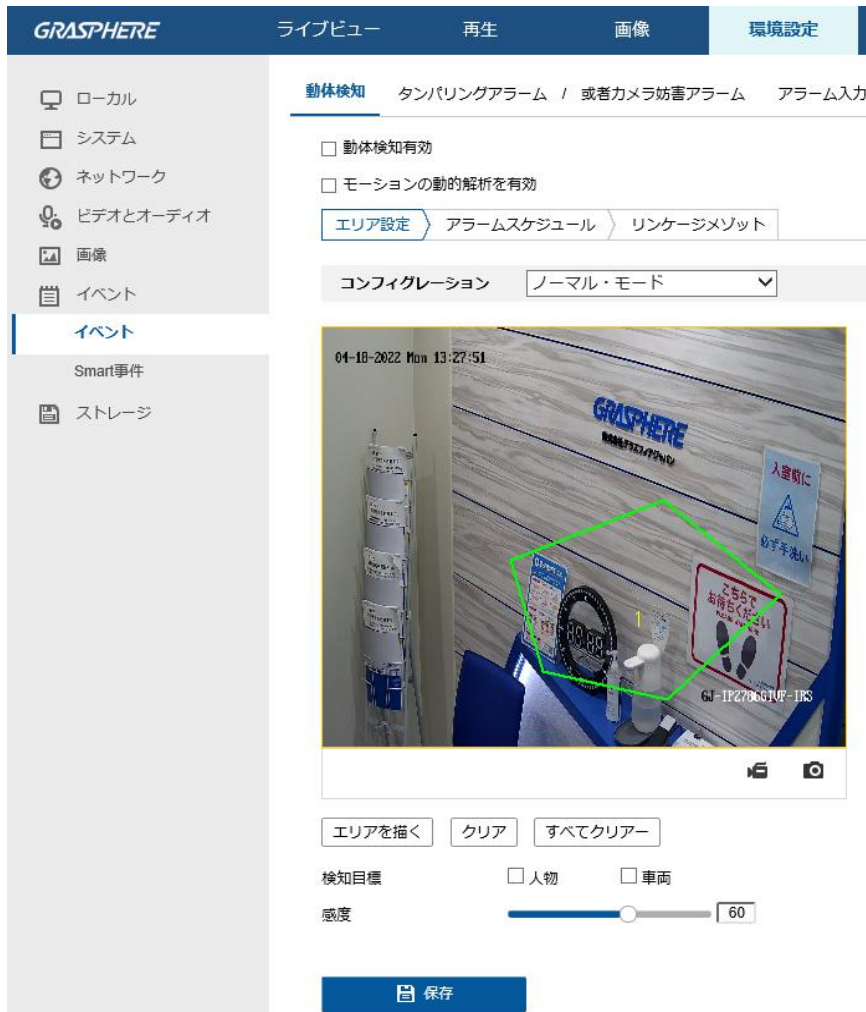 GRASPHERE ライブビュー 再生 画像 環境設定
動体検知 タンパリングアラーム / 或者カメラ妨害アラーム アラーム入力
ローカル
システム
ネットワーク
ビデオとオーディオ
画像
イベント
イベント
Smart事件
ストレージ
動体検知有効
モーションの動的解析を有効
エリア設定 アラームスケジュール リンケージメゾット
コンフィグレーション ノーマル・モード
04-18-2022 Mon 13:27:51
GRASPHERE
入室前に
必ず手洗い
こちらで
お待ちください
1
GJ-IP2786GIVF-IRS
エリアを描く クリア すべてクリアー
検知目標 人物 車両
感度 60
保存